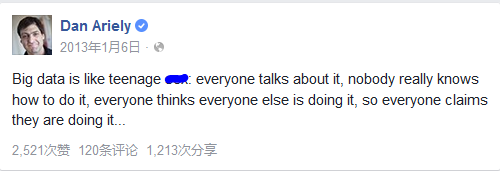 Dan Ariely
2013年1月6日 ·
Big data is like teenage : everyone talks about it, nobody really knows
how to do it, everyone thinks everyone else is doing it, so everyone claims
they are doing it...
2,521次赞 120条评论 1,213次分享